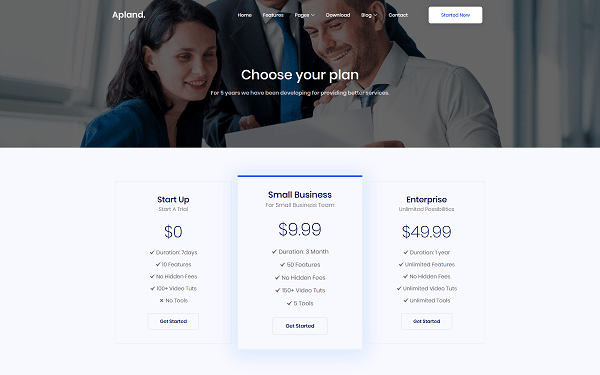 Apland.
Home Features Pages Download Blog Contact Started Now
Choose your plan
For 5 years we have been developing for providing better services.
Start Up
Start A Trial
$0
Duration: 7days
10 Features
No Hidden Fees
100+ Video Tuts
No Tools
Get Started
Small Business
For Small Business Team
$9.99
Duration: 3 Month
50 Features
No Hidden Fees
150+ Video Tuts
5 Tools
Get Started
Enterprise
Unlimited Possibilities
$49.99
Duration: 1 year
Unlimited Features
No Hidden Fees
Unlimited Video Tuts
Unlimited Tools
Get Started